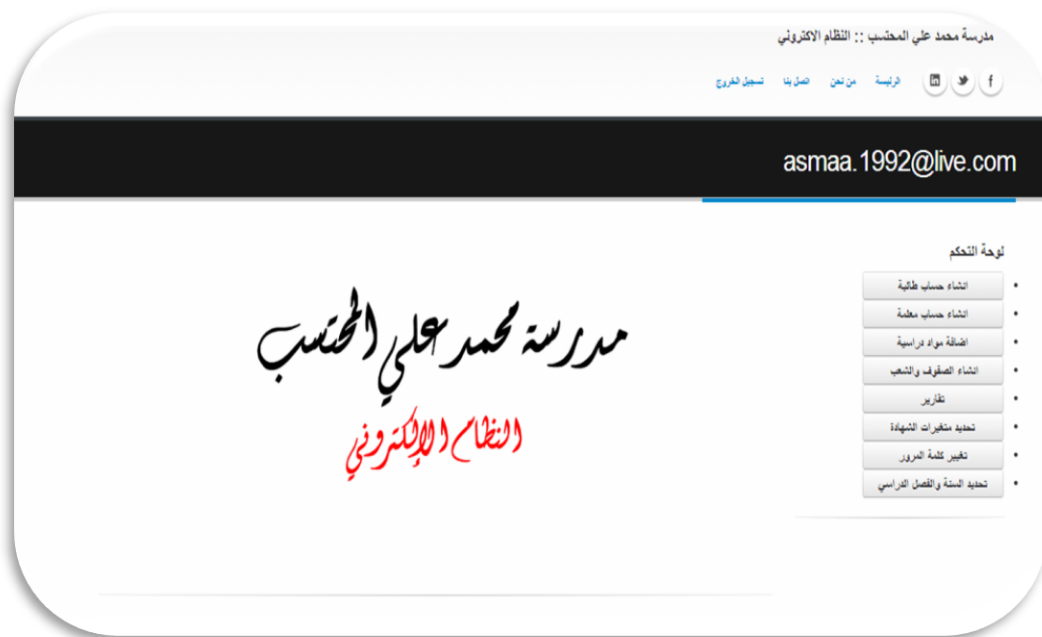 مدرسة محمد علي المحتسب :: النظام الاكتروني
الرئيسة من نحن اتصل بنا تسجيل الخروج
asmaa.1992@live.com
لوحة التحكم
انشاء حساب طالبة
انشاء حساب معلمة
اضافة مواد دراسية
انشاء الصفوف والشعب
تقارير
تحديد متغيرات الشهادة
تغيير كلمة المرور
تحديد السنة والفصل الدراسي
مدرسة محمد علي المحتسب
النظام الإلكتروني